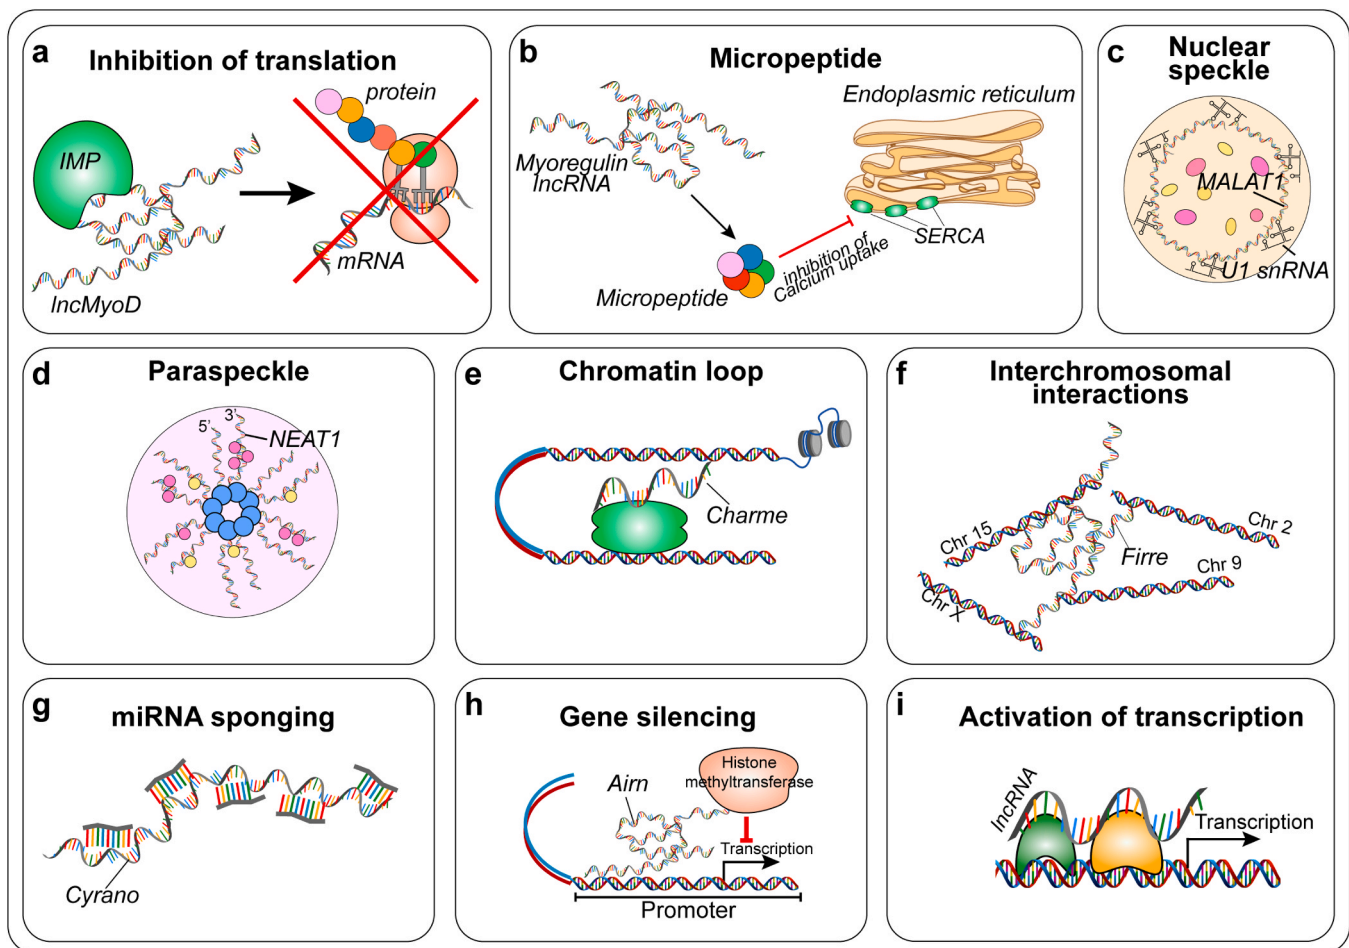 a
Inhibition of translation
IMP
lncMyoD
protein
mRNA
b
Micropeptide
Myoregulin
lncRNA
Endoplasmic reticulum
SERCA
inhibition of
Calcium uptake
Micropeptide
c
Nuclear
speckle
MALAT1
U1 snRNA
d
Paraspeckle
5’
3’
NEAT1
e
Chromatin loop
Charme
f
Interchromosomal
interactions
Chr 15
Chr 2
Firre
Chr 9
Chr X
g
miRNA sponging
Cyrano
h
Gene silencing
Airn
Histone
methyltransferase
Transcription
Promoter
i
Activation of transcription
lncRNA
Transcription